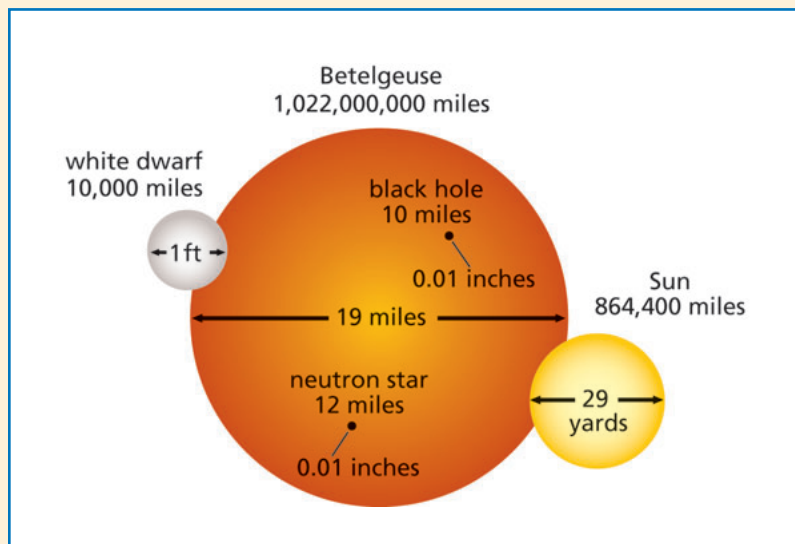 Betelgeuse
1,022,000,000 miles
white dwarf
10,000 miles
1ft
black hole
10 miles
0.01 inches
Sun
864,400 miles
19 miles
neutron star
12 miles
0.01 inches
29
yards